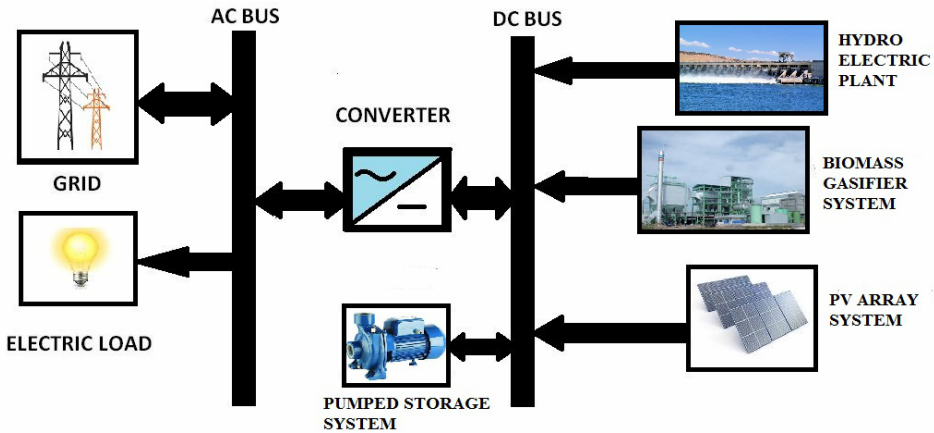 AC BUS
DC BUS
HYDRO
ELECTRIC
PLANT
CONVERTER
GRID
BIOMASS
GASIFIER
SYSTEM
ELECTRIC LOAD
PV ARRAY
SYSTEM
PUMPED STORAGE
SYSTEM